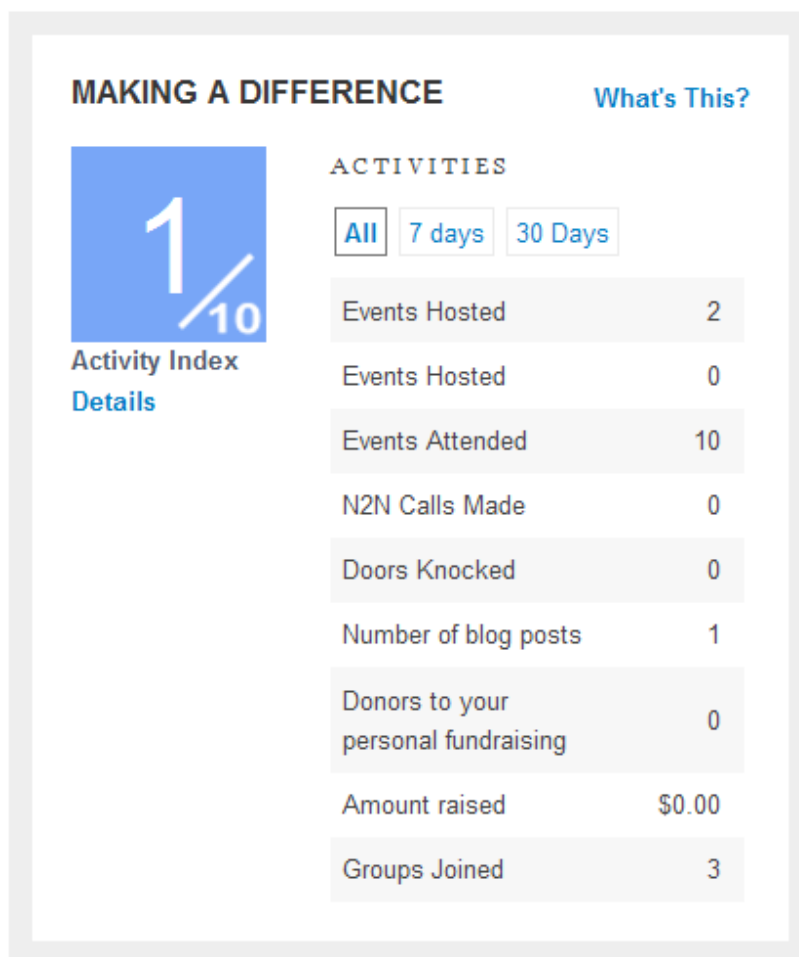 MAKING A DIFFERENCE
What's This?
1/10
Activity Index
Details
ACTIVITIES
All 7 days 30 Days
Events Hosted 2
Events Hosted 0
Events Attended 10
N2N Calls Made 0
Doors Knocked 0
Number of blog posts 1
Donors to your
personal fundraising 0
Amount raised $0.00
Groups Joined 3